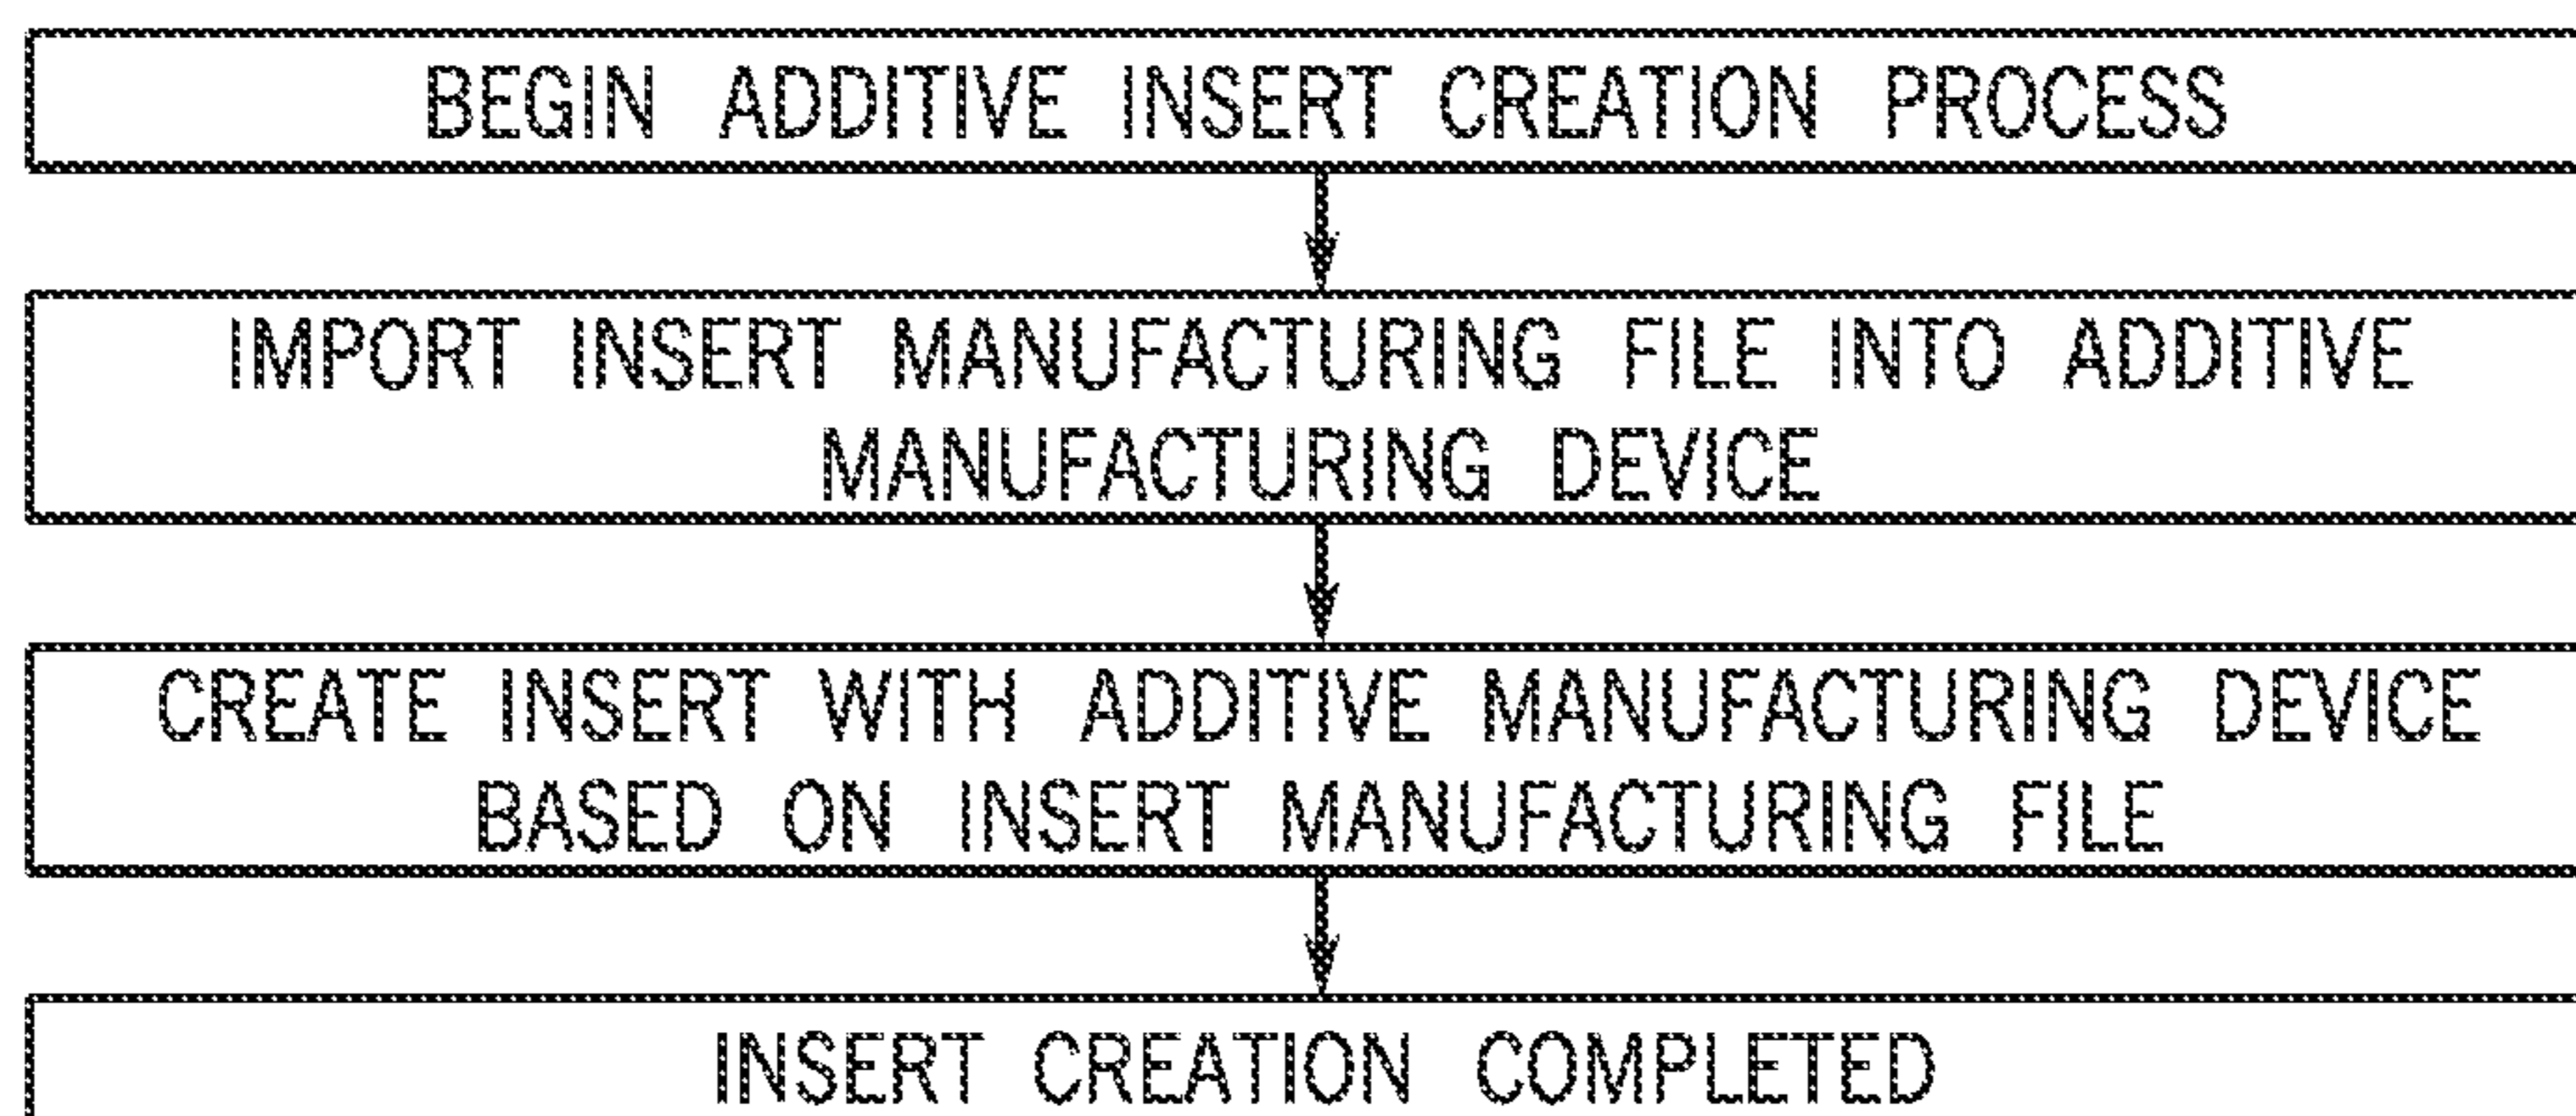 BEGIN ADDITIVE INSERT CREATION PROCESS
IMPORT INSERT MANUFACTURING FILE INTO ADDITIVE
MANUFACTURING DEVICE
CREATE INSERT WITH ADDITIVE MANUFACTURING DEVICE
BASED ON INSERT MANUFACTURING FILE
INSERT CREATION COMPLETED